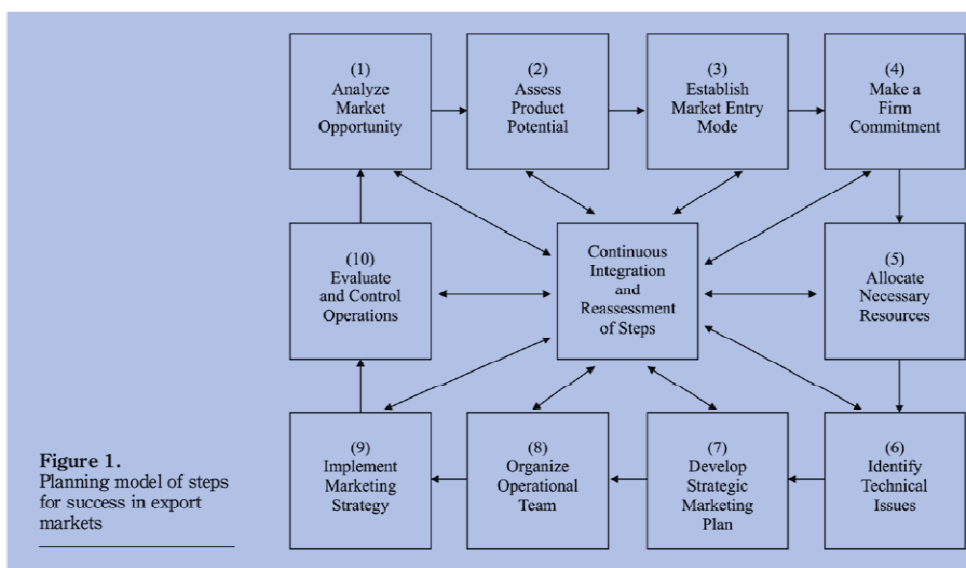 (1)
Analyze
Market
Opportunity
(2)
Assess
Product
Potential
(3)
Establish
Market Entry
Mode
(4)
Make a
Firm
Commitment
(10)
Evaluate
and Control
Operations
Continuous
Integration
and
Reassessment
of Steps
(5)
Allocate
Necessary
Resources
(9)
Implement
Marketing
Strategy
(8)
Organize
Operational
Team
(7)
Develop
Strategic
Marketing
Plan
(6)
Identify
Technical
Issues
Figure 1.
Planning model of steps
for success in export
markets